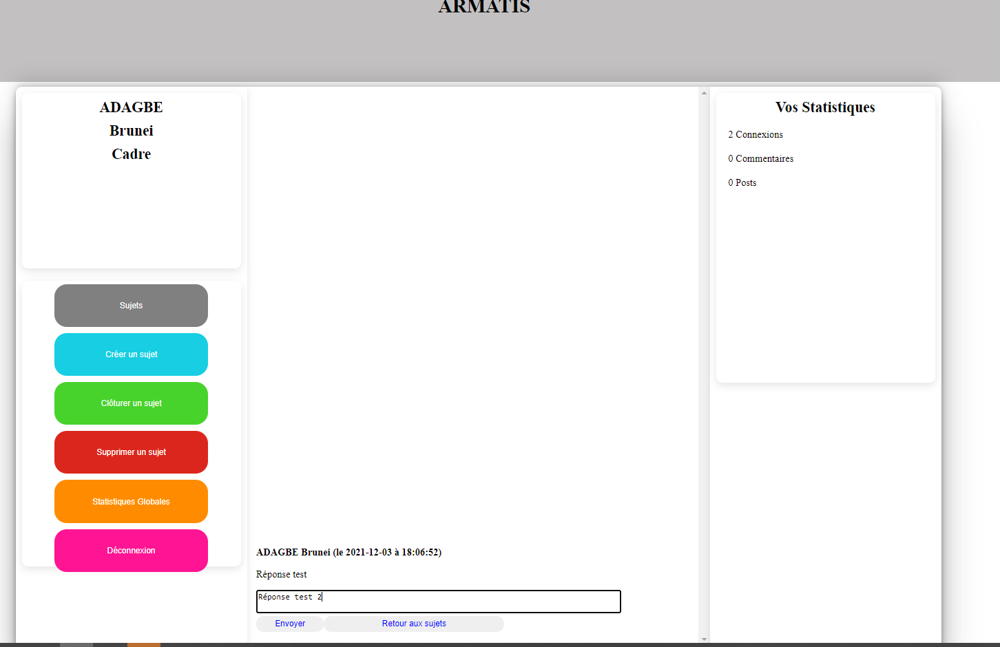 ARMATIS
ADAGBE
Brunei
Cadre
Sujets
Créer un sujet
Clôturer un sujet
Supprimer un sujet
Statistiques Globales
Déconnexion
ADAGBE Brunei (le 2021-12-03 à 18:06:52)
Réponse test
Réponse test 2
Envoyer
Retour aux sujets
Vos Statistiques
2 Connexions
0 Commentaires
0 Posts